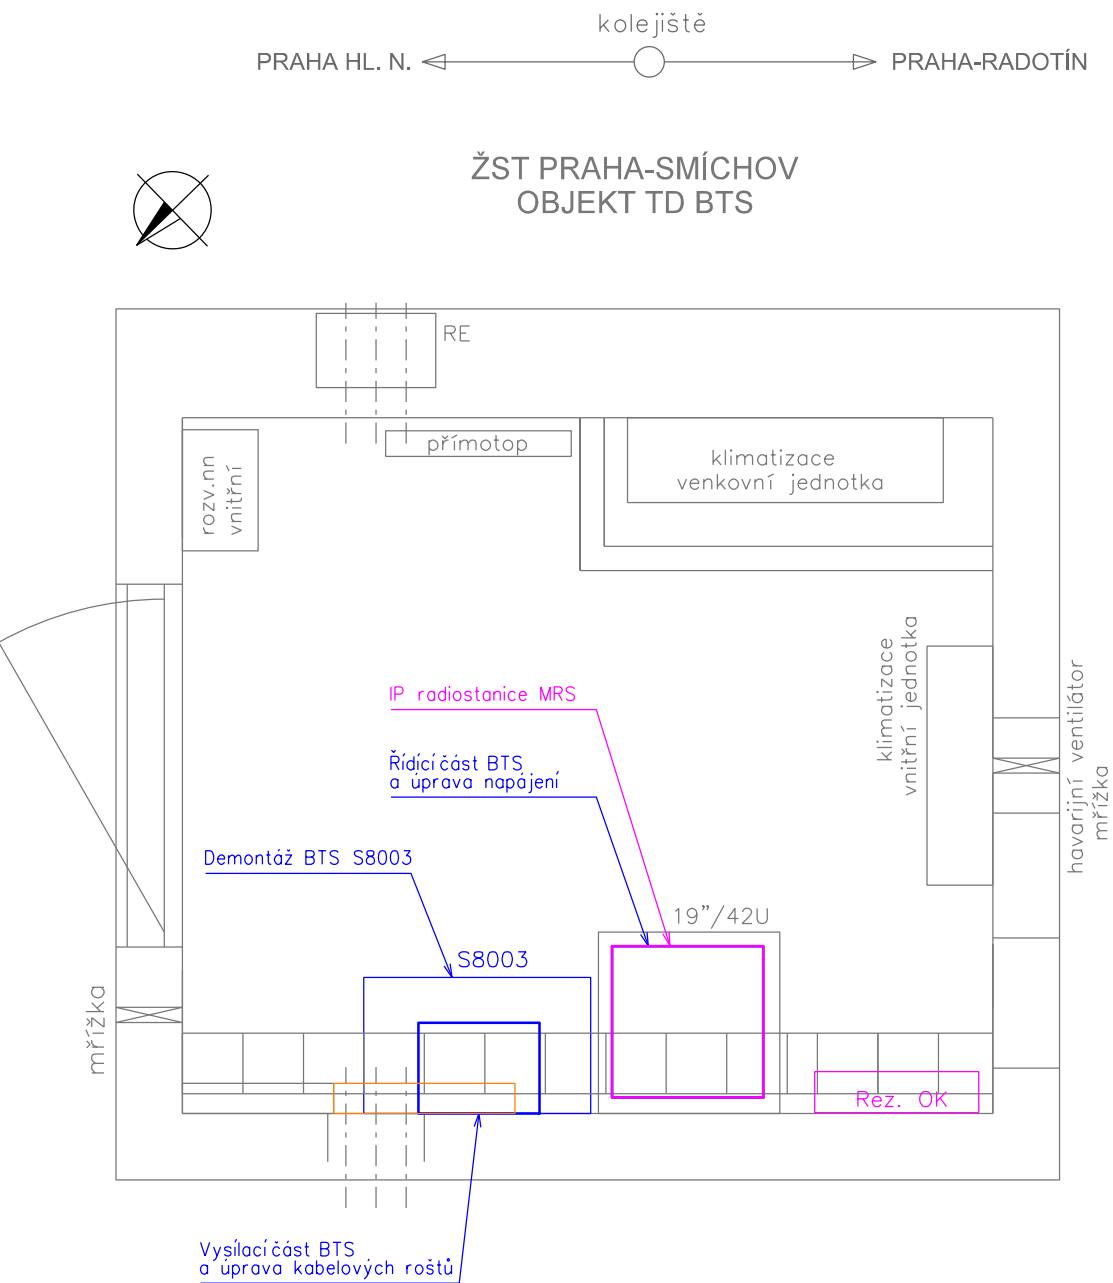 kolejiště
PRAHA HL. N.
PRAHA-RADOTÍN
ŽST PRAHA-SMÍCHOV
OBJEKT TD BTS
RE
přímotop
rozv.nn
vnitřní
klimatizace
venkovní jednotka
klimatizace
vnitřní jednotka
havarijní ventilátor
mřížka
IP radiostanice MRS
Řídící část BTS
a úprava napájení
Demontáž BTS S8003
19"/42U
S8003
mřížka
Rez. OK
Vysílací část BTS
a úprava kabelových roštů